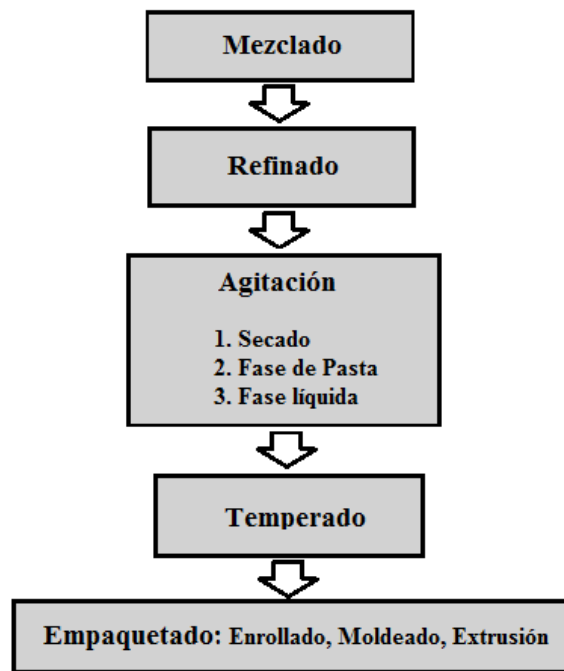 Mezclado
Refinado
Agitación
1. Secado
2. Fase de Pasta
3. Fase líquida
Temperado
Empaquetado: Enrollado, Moldeado, Extrusión